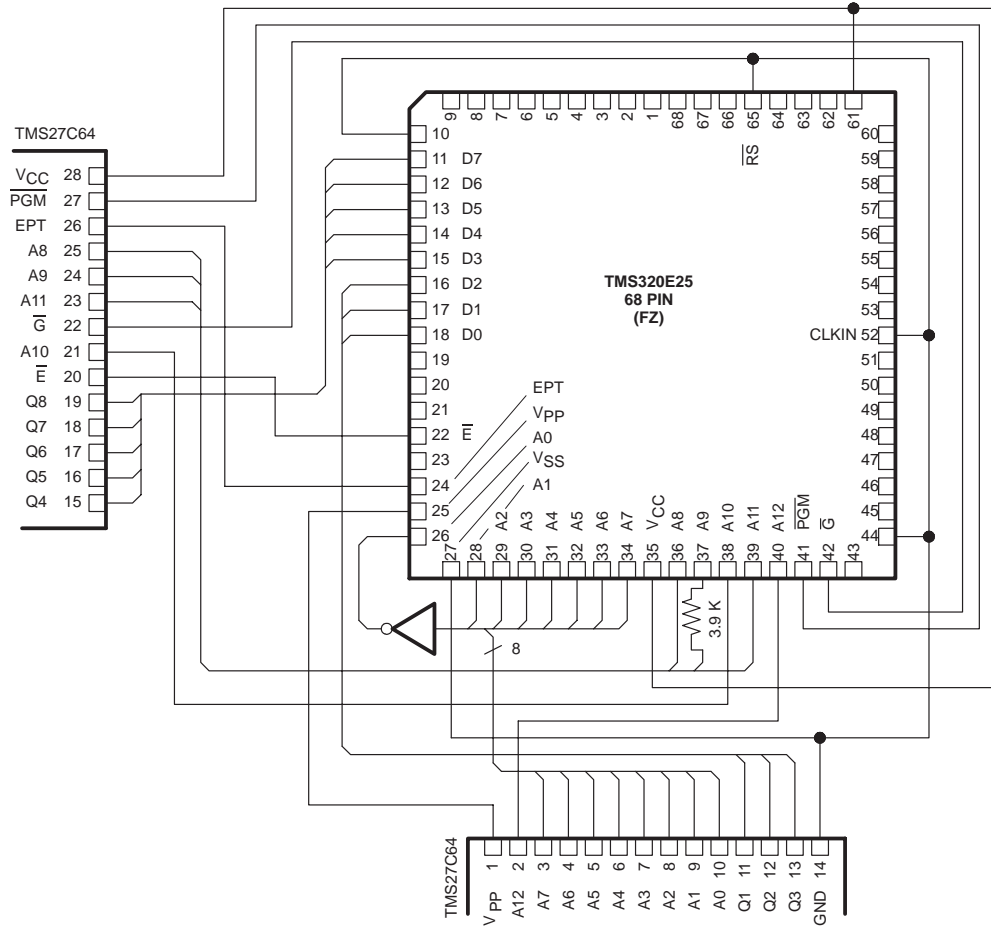 9 8 7 6 5 4 3 2 1 68 67 66 65 64 63 62 61
RS
TMS27C64
VCC 28
PGM 27
EPT 26
A8 25
A9 24
A11 23
G 22
A10 21
E 20
Q8 19
Q7 18
Q6 17
Q5 16
Q4 15
10
11 D7
12 D6
13 D5
14 D4
15 D3
16 D2
17 D1
18 D0
19
20
21
22 E
23
24
25
26
EPT
VPP
A0
VSS
A1
TMS320E25
68 PIN
(FZ)
60
59
58
57
56
55
54
53
CLKIN 52
51
50
49
48
47
46
45
44
A2 A3 A4 A5 A6 A7 VCC A8 A9 A10 A11 A12 PGM G
27 28 29 30 31 32 33 34 35 36 37 38 39 40 41 42 43
3.9 K
8
TMS27C64
1 2 3 4 5 6 7 8 9 10 11 12 13 14
VPP A12 A7 A6 A5 A4 A3 A2 A1 A0 Q1 Q2 Q3 GND